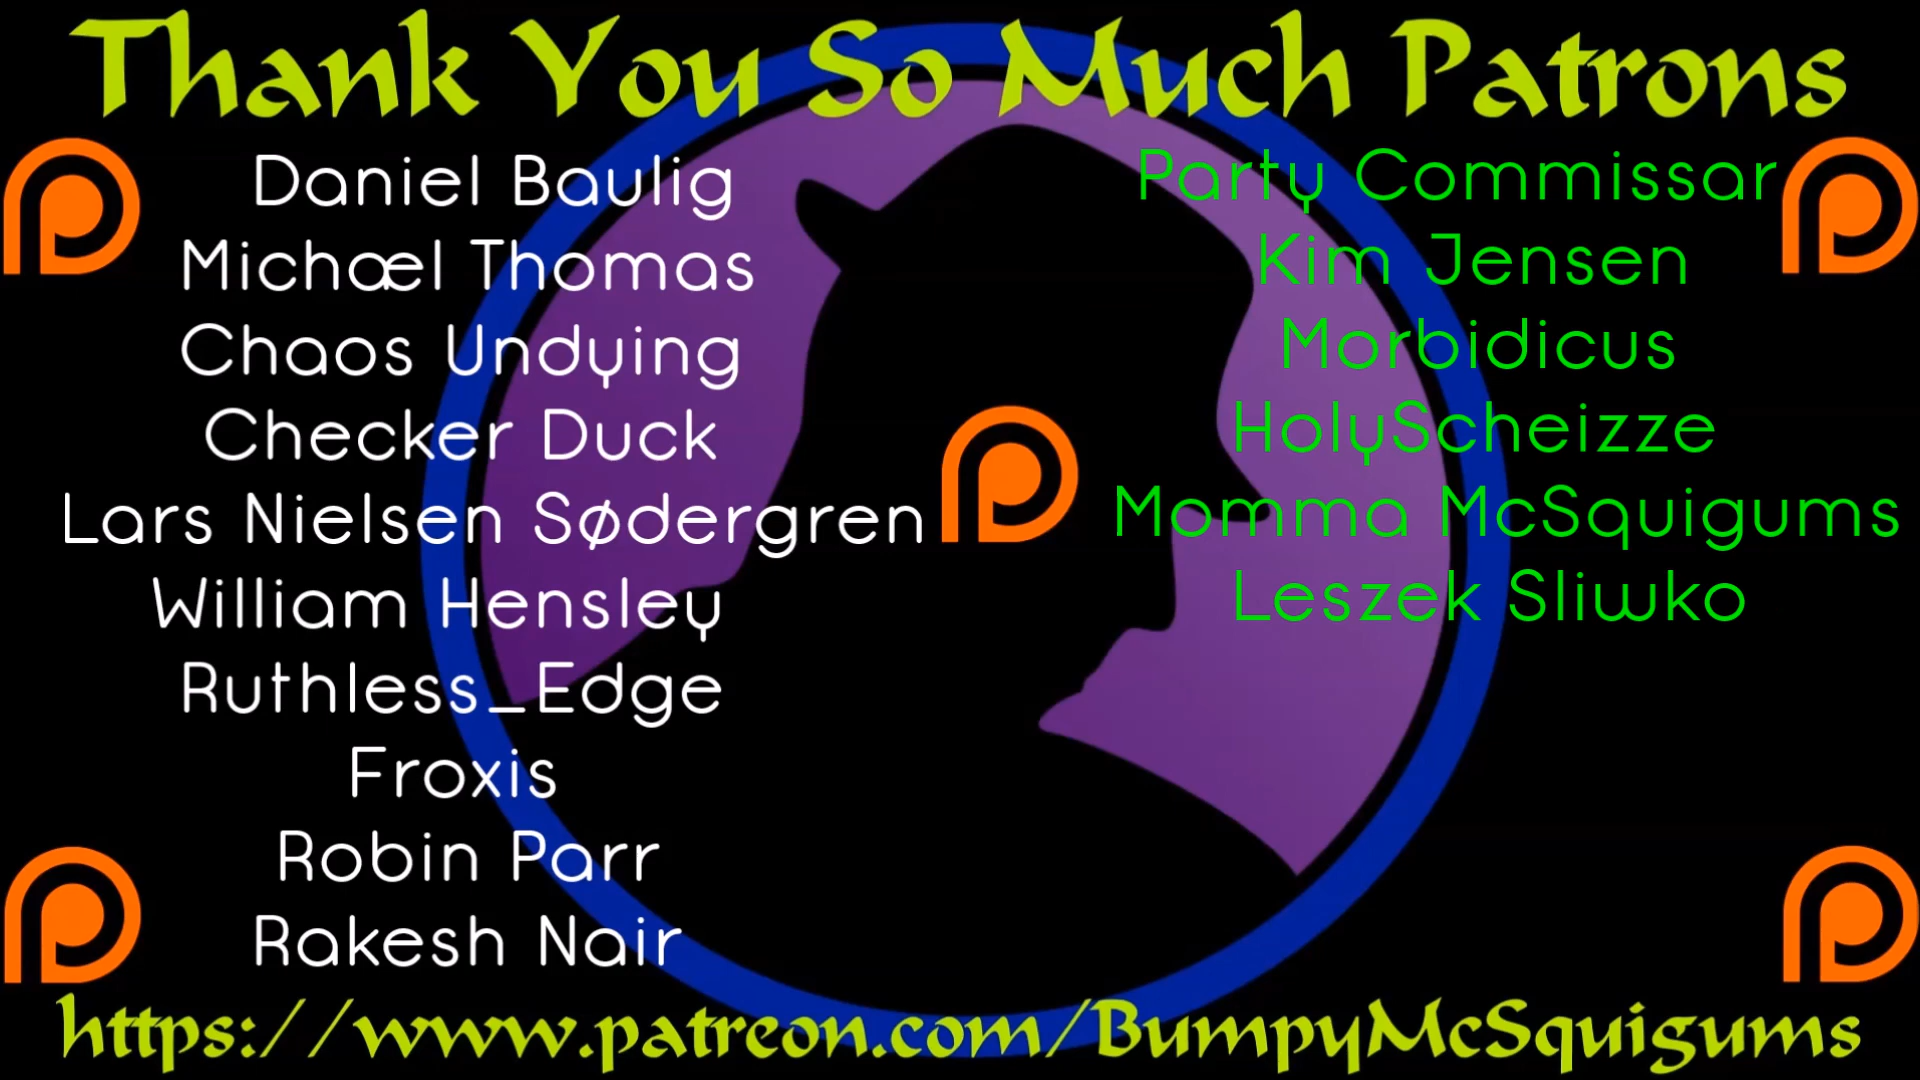 Thank You So Much Patrons
Daniel Baulig
Michael Thomas
Chaos Undying
Checker Duck
Lars Nielsen Sødergren
William Hensley
Ruthless_Edge
Froxis
Robin Parr
Rakesh Nair
Party Commissar
Kim Jensen
Morbidicus
HolyScheizze
Momma McSquigums
Leszek Sliwko
https://www.patreon.com/BumpyMcSquigums